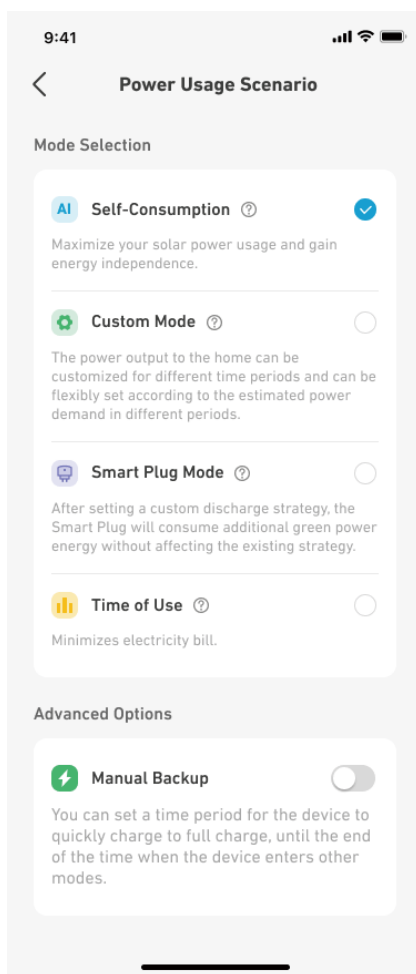 9:41
Power Usage Scenario
Mode Selection
AI Self-Consumption ?
Maximize your solar power usage and gain
energy independence.
Custom Mode ?
The power output to the home can be
customized for different time periods and can be
flexibly set according to the estimated power
demand in different periods.
Smart Plug Mode ?
After setting a custom discharge strategy, the
Smart Plug will consume additional green power
energy without affecting the existing strategy.
Time of Use ?
Minimizes electricity bill.
Advanced Options
Manual Backup
You can set a time period for the device to
quickly charge to full charge, until the end
of the time when the device enters other
modes.